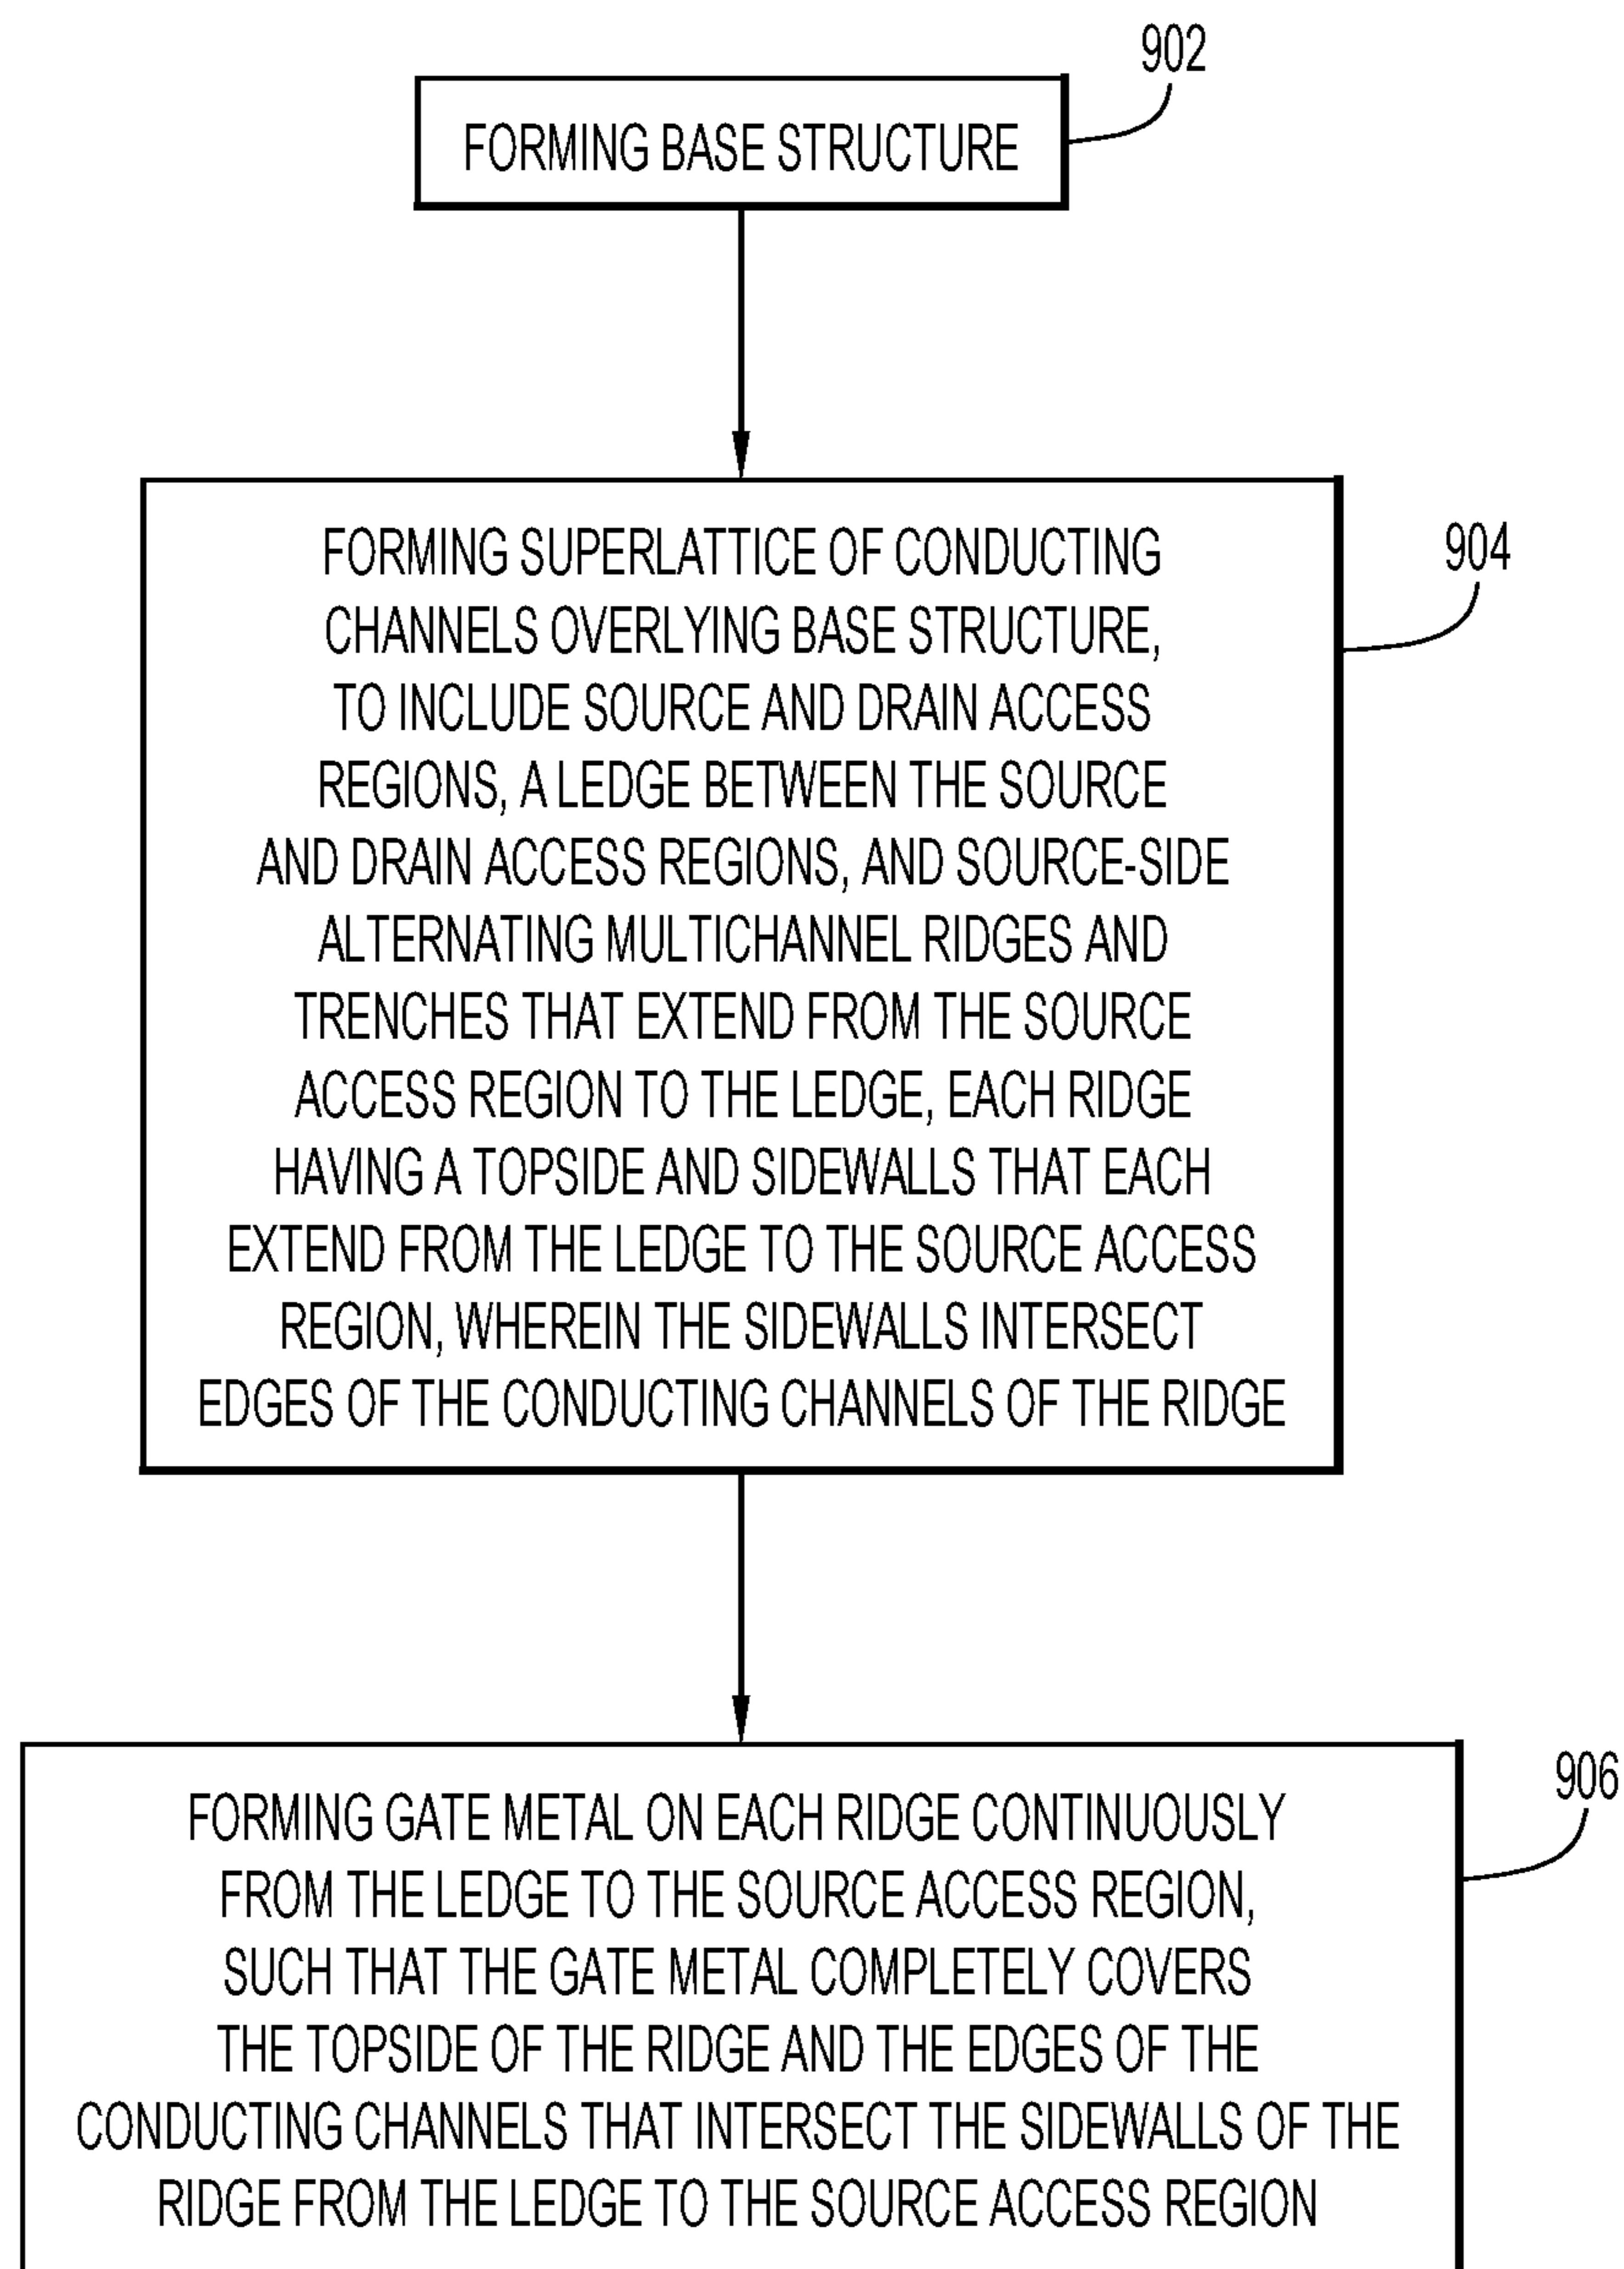 902
FORMING BASE STRUCTURE
904
FORMING SUPERLATTICE OF CONDUCTING
CHANNELS OVERLYING BASE STRUCTURE,
TO INCLUDE SOURCE AND DRAIN ACCESS
REGIONS, A LEDGE BETWEEN THE SOURCE
AND DRAIN ACCESS REGIONS, AND SOURCE-SIDE
ALTERNATING MULTICHANNEL RIDGES AND
TRENCHES THAT EXTEND FROM THE SOURCE
ACCESS REGION TO THE LEDGE, EACH RIDGE
HAVING A TOPSIDE AND SIDEWALLS THAT EACH
EXTEND FROM THE LEDGE TO THE SOURCE ACCESS
REGION, WHEREIN THE SIDEWALLS INTERSECT
EDGES OF THE CONDUCTING CHANNELS OF THE RIDGE
906
FORMING GATE METAL ON EACH RIDGE CONTINUOUSLY
FROM THE LEDGE TO THE SOURCE ACCESS REGION,
SUCH THAT THE GATE METAL COMPLETELY COVERS
THE TOPSIDE OF THE RIDGE AND THE EDGES OF THE
CONDUCTING CHANNELS THAT INTERSECT THE SIDEWALLS OF THE
RIDGE FROM THE LEDGE TO THE SOURCE ACCESS REGION